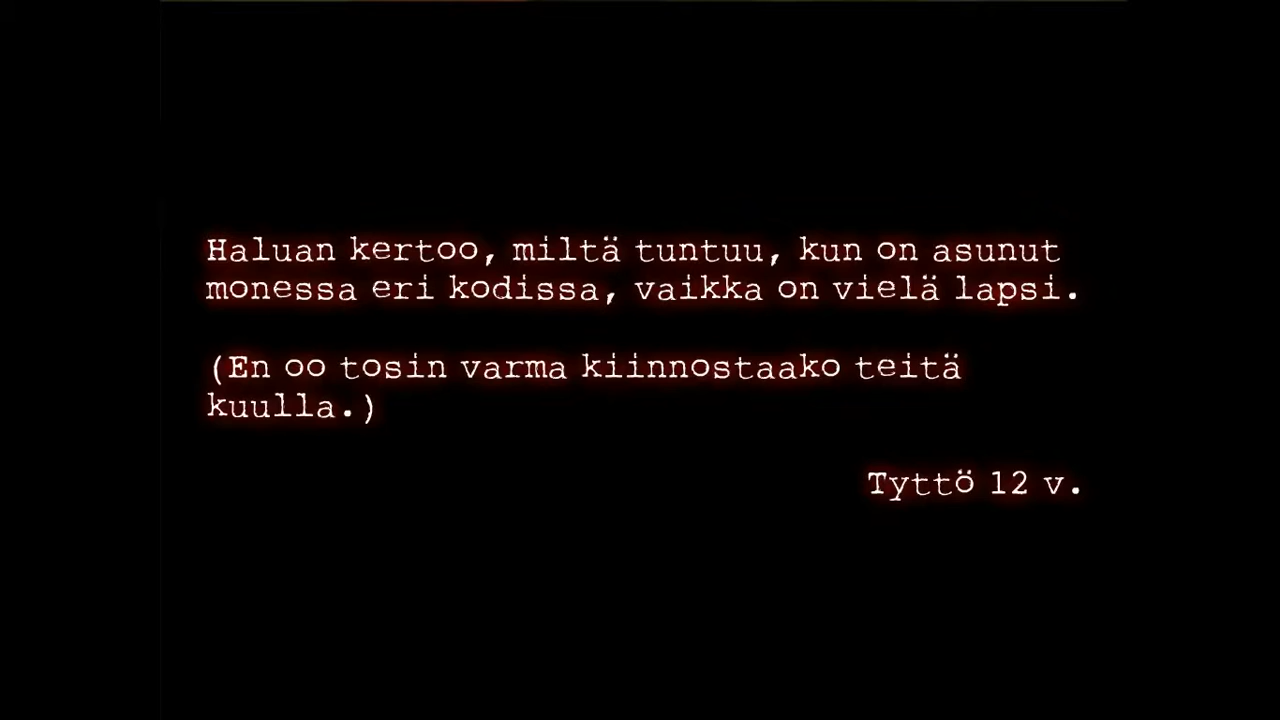 Haluan kertoo, miltä tuntuu, kun on asunut
monessa eri kodissa, vaikka on vielä lapsi.
(En oo tosin varma kiinnostaako teitä
kuulla.)
Tyttö 12 v.